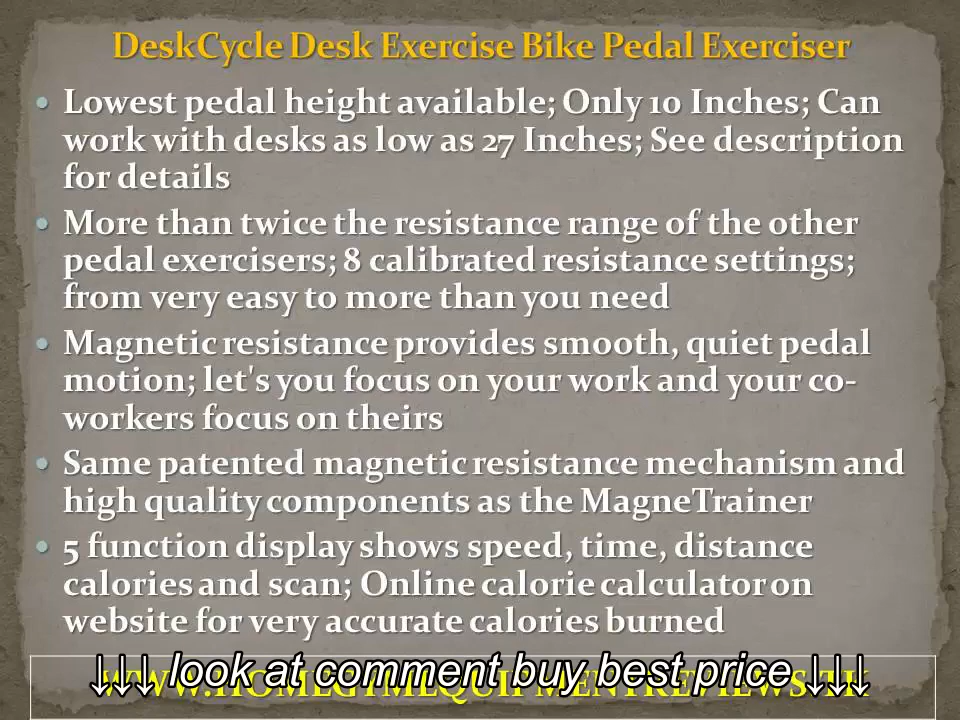 DeskCycle Desk Exercise Bike Pedal Exerciser
• Lowest pedal height available; Only 10 Inches; Can
work with desks as low as 27 Inches; See description
for details
• More than twice the resistance range of the other
pedal exercisers; 8 calibrated resistance settings;
from very easy to more than you need
• Magnetic resistance provides smooth, quiet pedal
motion; let's you focus on your work and your co-
workers focus on theirs
• Same patented magnetic resistance mechanism and
high quality components as the MagneTrainer
• 5 function display shows speed, time, distance
calories and scan; Online calorie calculator on
website for very accurate calories burned
↓↓↓ look at comment buy best price ↓↓↓
WWW.HOMEGYMEQUIPMENTREVIEWS.TK